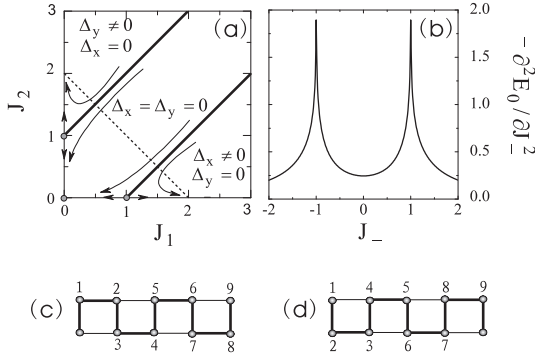 3
2
1
0
0
1
2
3
J₂
J₁
(a)
Δy ≠ 0
Δx = 0
Δx = Δy = 0
Δx ≠ 0
Δy = 0
(b)
2.0
1.5
1.0
0.5
0.0
-2
-1
0
1
2
J₋
− ∂²E₀/∂J₋²
(c)
1 2 5 6 9
3 4 7 8
(d)
1 4 5 8 9
2 3 6 7